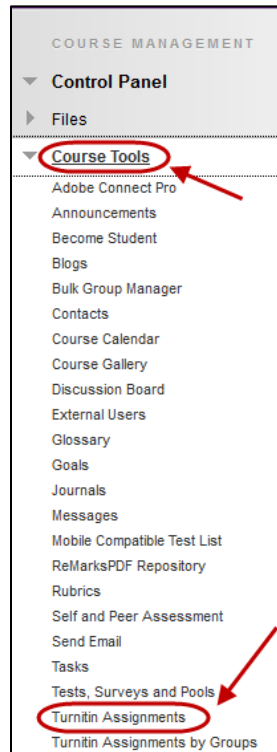 COURSE MANAGEMENT
Control Panel
Files
Course Tools
Adobe Connect Pro
Announcements
Become Student
Blogs
Bulk Group Manager
Contacts
Course Calendar
Course Gallery
Discussion Board
External Users
Glossary
Goals
Journals
Messages
Mobile Compatible Test List
ReMarksPDF Repository
Rubrics
Self and Peer Assessment
Send Email
Tasks
Tests, Surveys and Pools
Turnitin Assignments
Turnitin Assignments by Groups